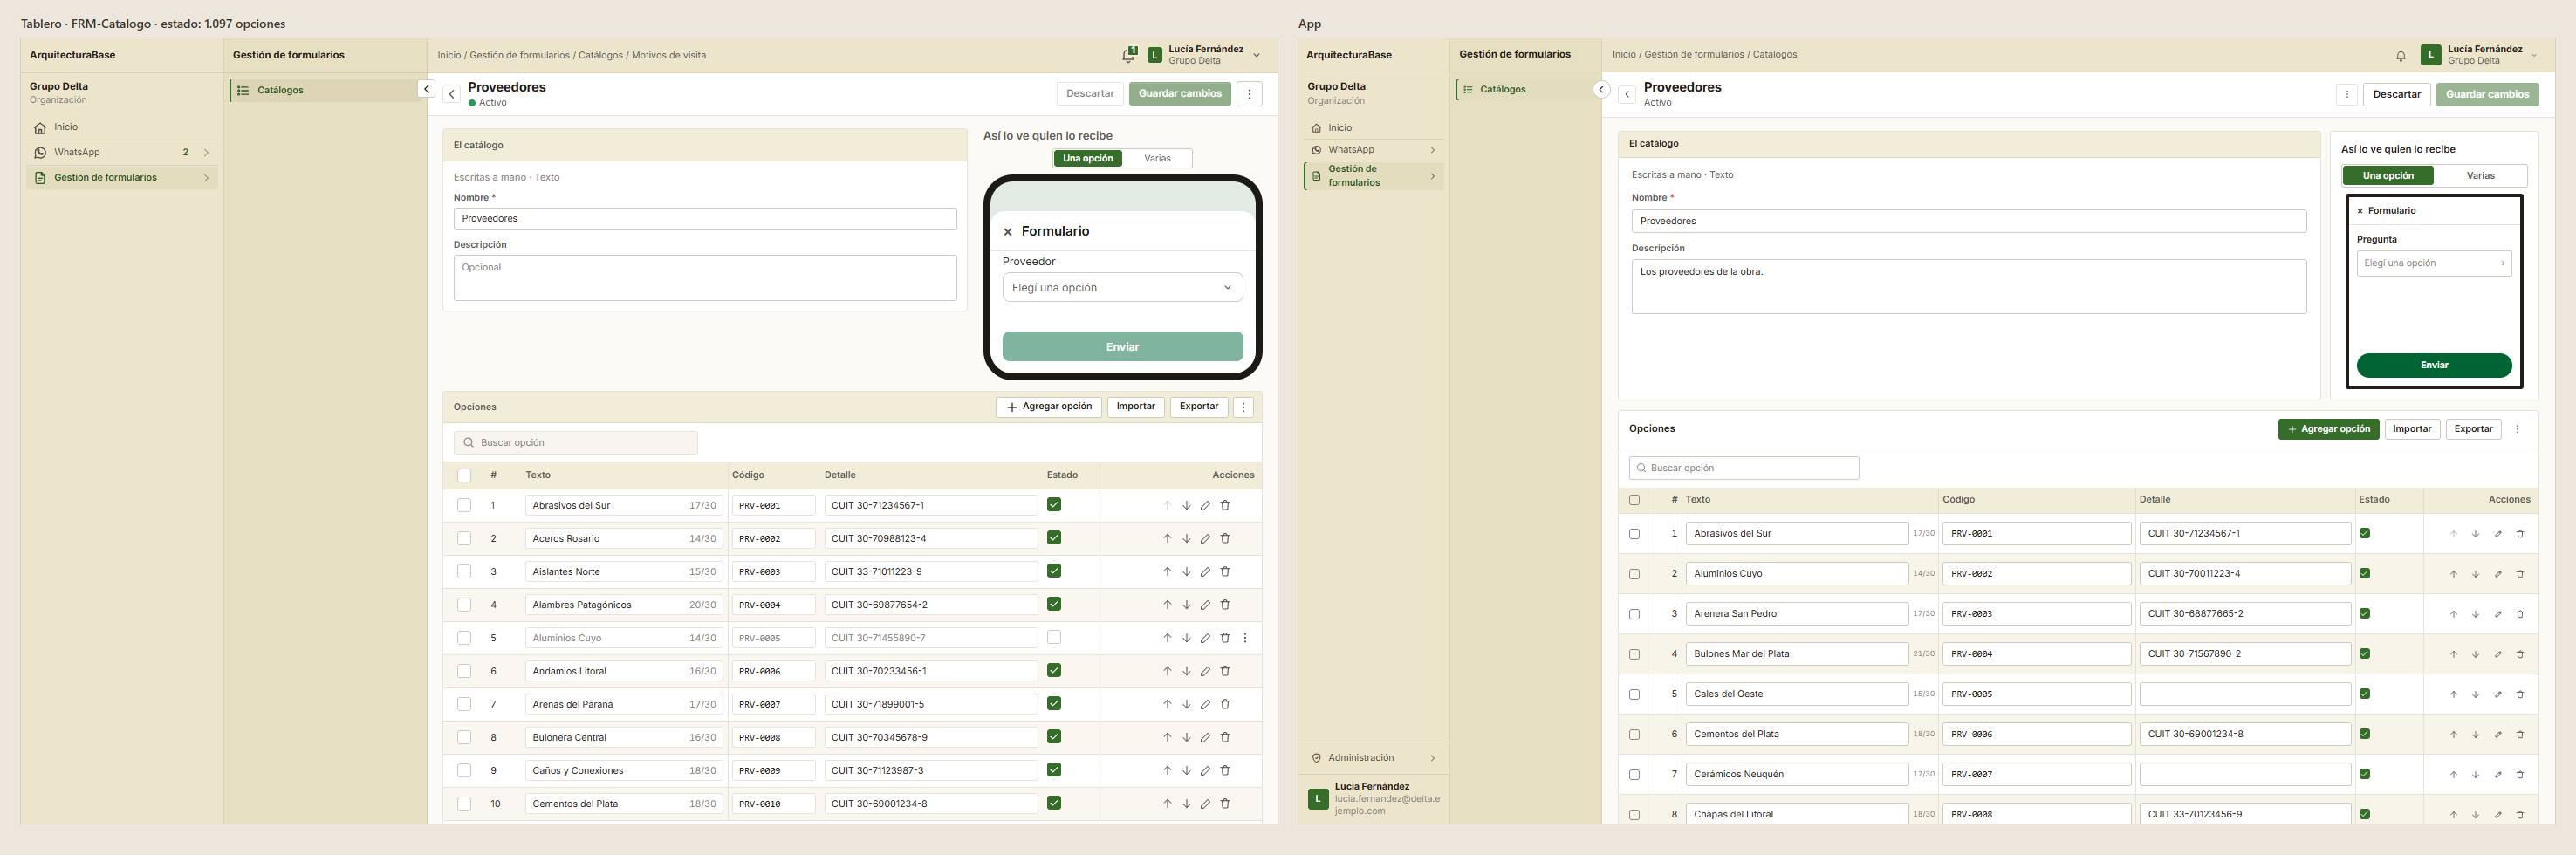 Tablero · FRM-Catalogo · estado: 1.097 opciones
ArquitecturaBase
Grupo Delta
Organización
Inicio
WhatsApp 2
Gestión de formularios
Gestión de formularios
Catálogos
Inicio / Gestión de formularios / Catálogos / Motivos de visita
1
L
Lucía Fernández
Grupo Delta
Proveedores
Activo
Descartar
Guardar cambios
El catálogo
Escritas a mano · Texto
Nombre *
Proveedores
Descripción
Opcional
Así lo ve quien lo recibe
Una opción
Varias
× Formulario
Proveedor
Elegí una opción
Enviar
Opciones
+ Agregar opción
Importar
Exportar
Buscar opción
# Texto Código Detalle Estado Acciones
1 Abrasivos del Sur 17/30 PRV-0001 CUIT 30-71234567-1
2 Aceros Rosario 14/30 PRV-0002 CUIT 30-70988123-4
3 Aislantes Norte 15/30 PRV-0003 CUIT 33-71011223-9
4 Alambres Patagónicos 20/30 PRV-0004 CUIT 30-69877654-2
5 Aluminios Cuyo 14/30 PRV-0005 CUIT 30-71455890-7
6 Andamios Litoral 16/30 PRV-0006 CUIT 30-70233456-1
7 Arenas del Paraná 17/30 PRV-0007 CUIT 30-71899001-5
8 Bulonera Central 16/30 PRV-0008 CUIT 30-70345678-9
9 Caños y Conexiones 18/30 PRV-0009 CUIT 30-71123987-3
10 Cementos del Plata 18/30 PRV-0010 CUIT 30-69001234-8
App
ArquitecturaBase
Grupo Delta
Organización
Inicio
WhatsApp
Gestión de
formularios
Administración
L
Lucía Fernández
lucia.fernandez@delta.e
jemplo.com
Gestión de formularios
Catálogos
Inicio / Gestión de formularios / Catálogos
L
Lucía Fernández
Grupo Delta
Proveedores
Activo
Descartar
Guardar cambios
El catálogo
Escritas a mano · Texto
Nombre *
Proveedores
Descripción
Los proveedores de la obra.
Así lo ve quien lo recibe
Una opción
Varias
× Formulario
Pregunta
Elegí una opción
Enviar
Opciones
+ Agregar opción
Importar
Exportar
Buscar opción
# Texto Código Detalle Estado Acciones
1 Abrasivos del Sur 17/30 PRV-0001 CUIT 30-71234567-1
2 Aluminios Cuyo 14/30 PRV-0002 CUIT 30-70011223-4
3 Arenera San Pedro 17/30 PRV-0003 CUIT 30-68877665-2
4 Bulones Mar del Plata 21/30 PRV-0004 CUIT 30-71567890-2
5 Cales del Oeste 15/30 PRV-0005
6 Cementos del Plata 18/30 PRV-0006 CUIT 30-69001234-8
7 Cerámicos Neuquén 17/30 PRV-0007
8 Chapas del Litoral 18/30 PRV-0008 CUIT 33-70123456-9